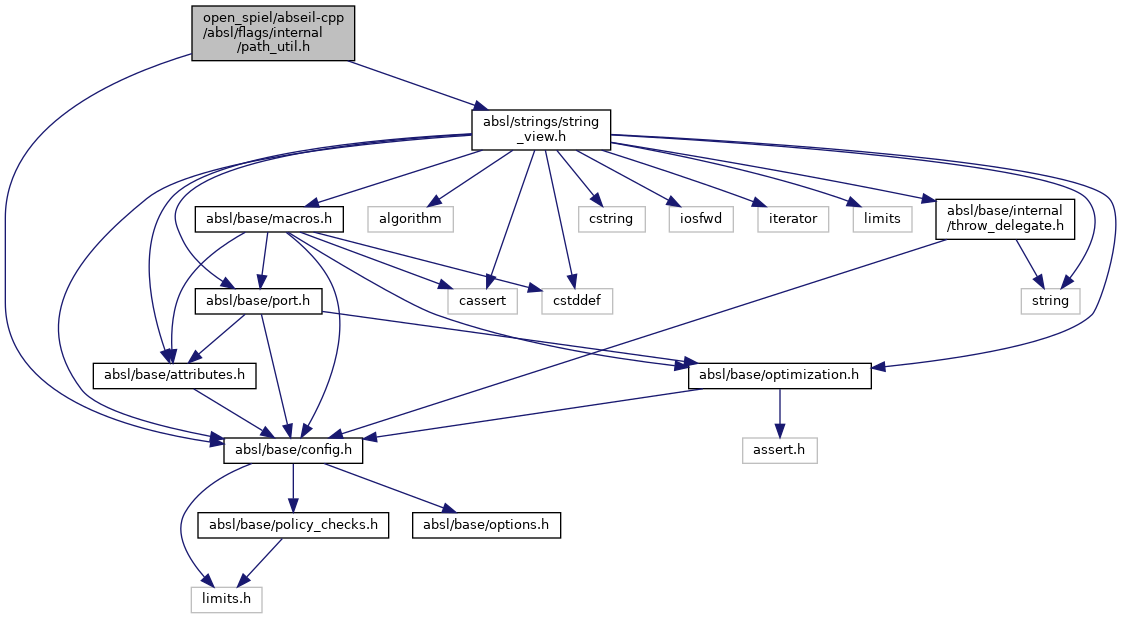 open_spiel/abseil-cpp
/absl/flags/internal
/path_util.h
absl/strings/string
_view.h
absl/base/macros.h
algorithm
cstring
iosfwd
iterator
limits
absl/base/internal
/throw_delegate.h
absl/base/port.h
cassert
cstddef
string
absl/base/attributes.h
absl/base/optimization.h
absl/base/config.h
assert.h
absl/base/policy_checks.h
absl/base/options.h
limits.h